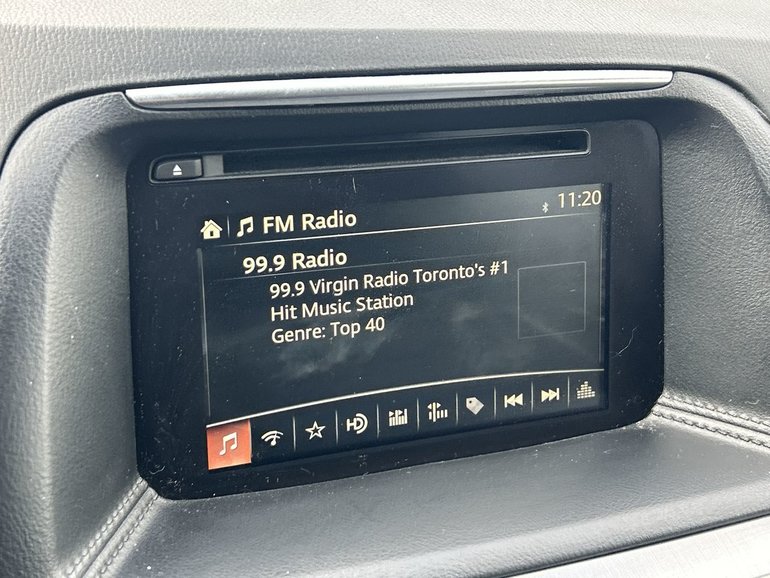 FM Radio
11:20
99.9 Radio
99.9 Virgin Radio Toronto's #1
Hit Music Station
Genre: Top 40
HD